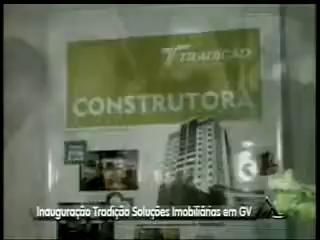 TRADIÇÃO
CONSTRUTORA
Inauguração Tradição Soluções Imobiliárias em GV